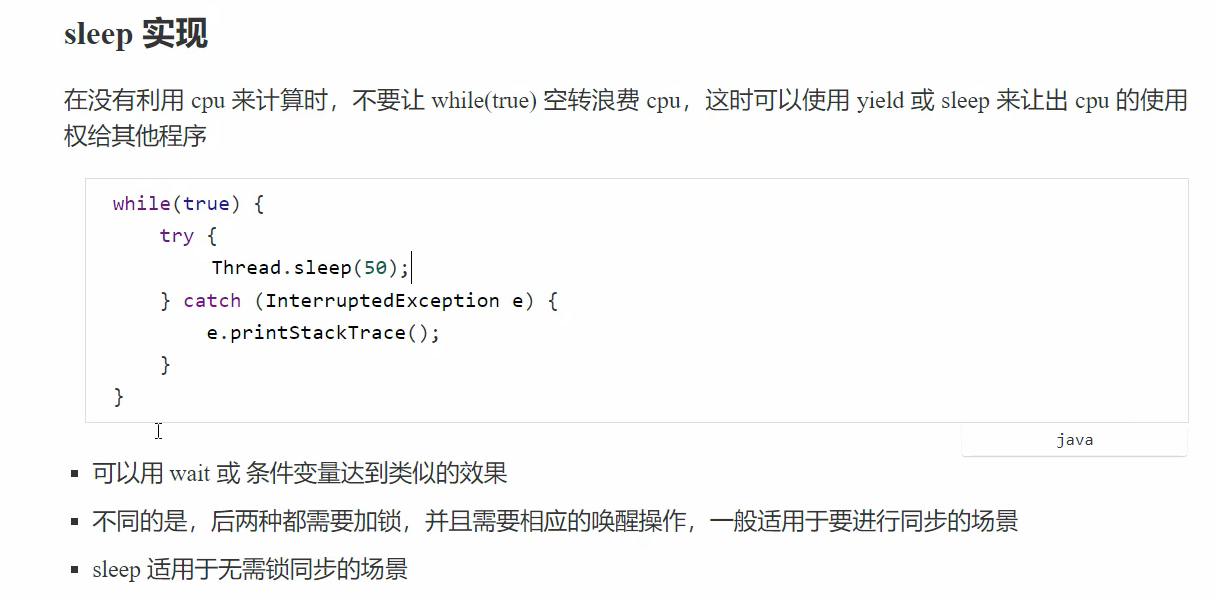 sleep 实现
在没有利用 cpu 来计算时，不要让 while(true) 空转浪费 cpu，这时可以使用 yield 或 sleep 来让出 cpu 的使用
权给其他程序
while(true) {
    try {
        Thread.sleep(50);
    } catch (InterruptedException e) {
        e.printStackTrace();
    }
}
java
▪ 可以用 wait 或 条件变量达到类似的效果
▪ 不同的是，后两种都需要加锁，并且需要相应的唤醒操作，一般适用于要进行同步的场景
▪ sleep 适用于无需锁同步的场景